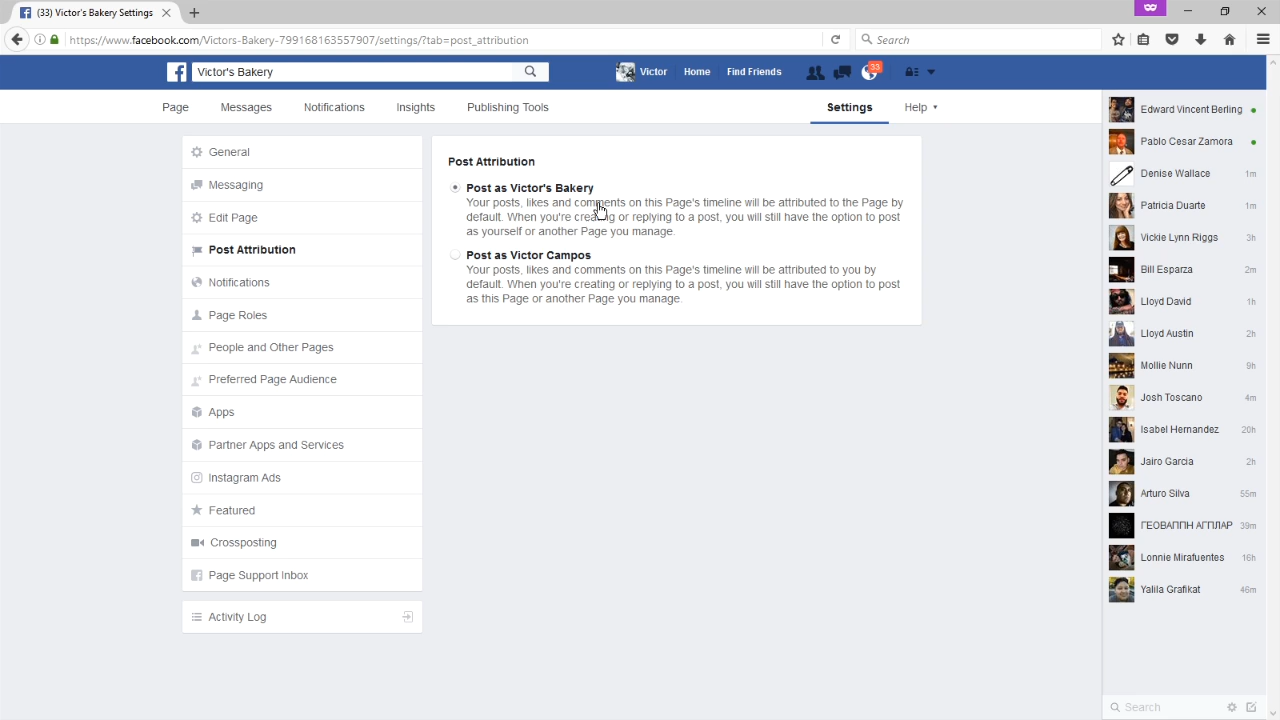 (33) Victor's Bakery Settings
https://www.facebook.com/Victors-Bakery-799168163557907/settings/?tab=post_attribution
Search
Victor's Bakery
Victor
Home
Find Friends
33
Page
Messages
Notifications
Insights
Publishing Tools
Settings
Help
General
Messaging
Edit Page
Post Attribution
Notifications
Page Roles
People and Other Pages
Preferred Page Audience
Apps
Partner Apps and Services
Instagram Ads
Featured
Crossposting
Page Support Inbox
Activity Log
Post Attribution
Post as Victor's Bakery
Your posts, likes and comments on this Page's timeline will be attributed to the Page by
default. When you're creating or replying to a post, you will still have the option to post
as yourself or another Page you manage.
Post as Victor Campos
Your posts, likes and comments on this Page's timeline will be attributed to you by
default. When you're creating or replying to a post, you will still have the option to post
as this Page or another Page you manage.
Edward Vincent Berling
Pablo Cesar Zamora
Denise Wallace 1m
Patricia Duarte 1m
Vickie Lynn Riggs 3h
Bill Esparza 2m
Lloyd David 1h
Lloyd Austin 2h
Mollie Nunn 9h
Josh Toscano 4m
Isabel Hernandez 20h
Jairo Garcia 2h
Arturo Silva 55m
39m
Lonnie Mirafuentes 16h
Yalila Grafikat 46m
Search